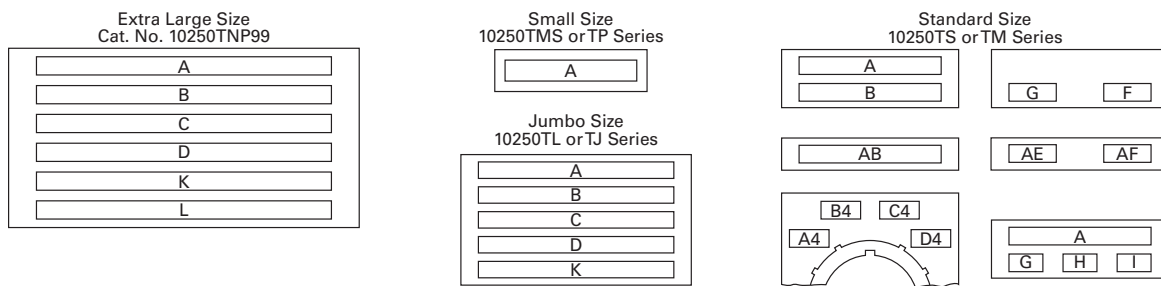 Extra Large Size
Cat. No. 10250TNP99
A
B
C
D
K
L
Small Size
10250TMS or TP Series
A
Jumbo Size
10250TL or TJ Series
A
B
C
D
K
Standard Size
10250TS or TM Series
A
B
G F
AB
AE AF
B4 C4
A4 D4
A
G H I